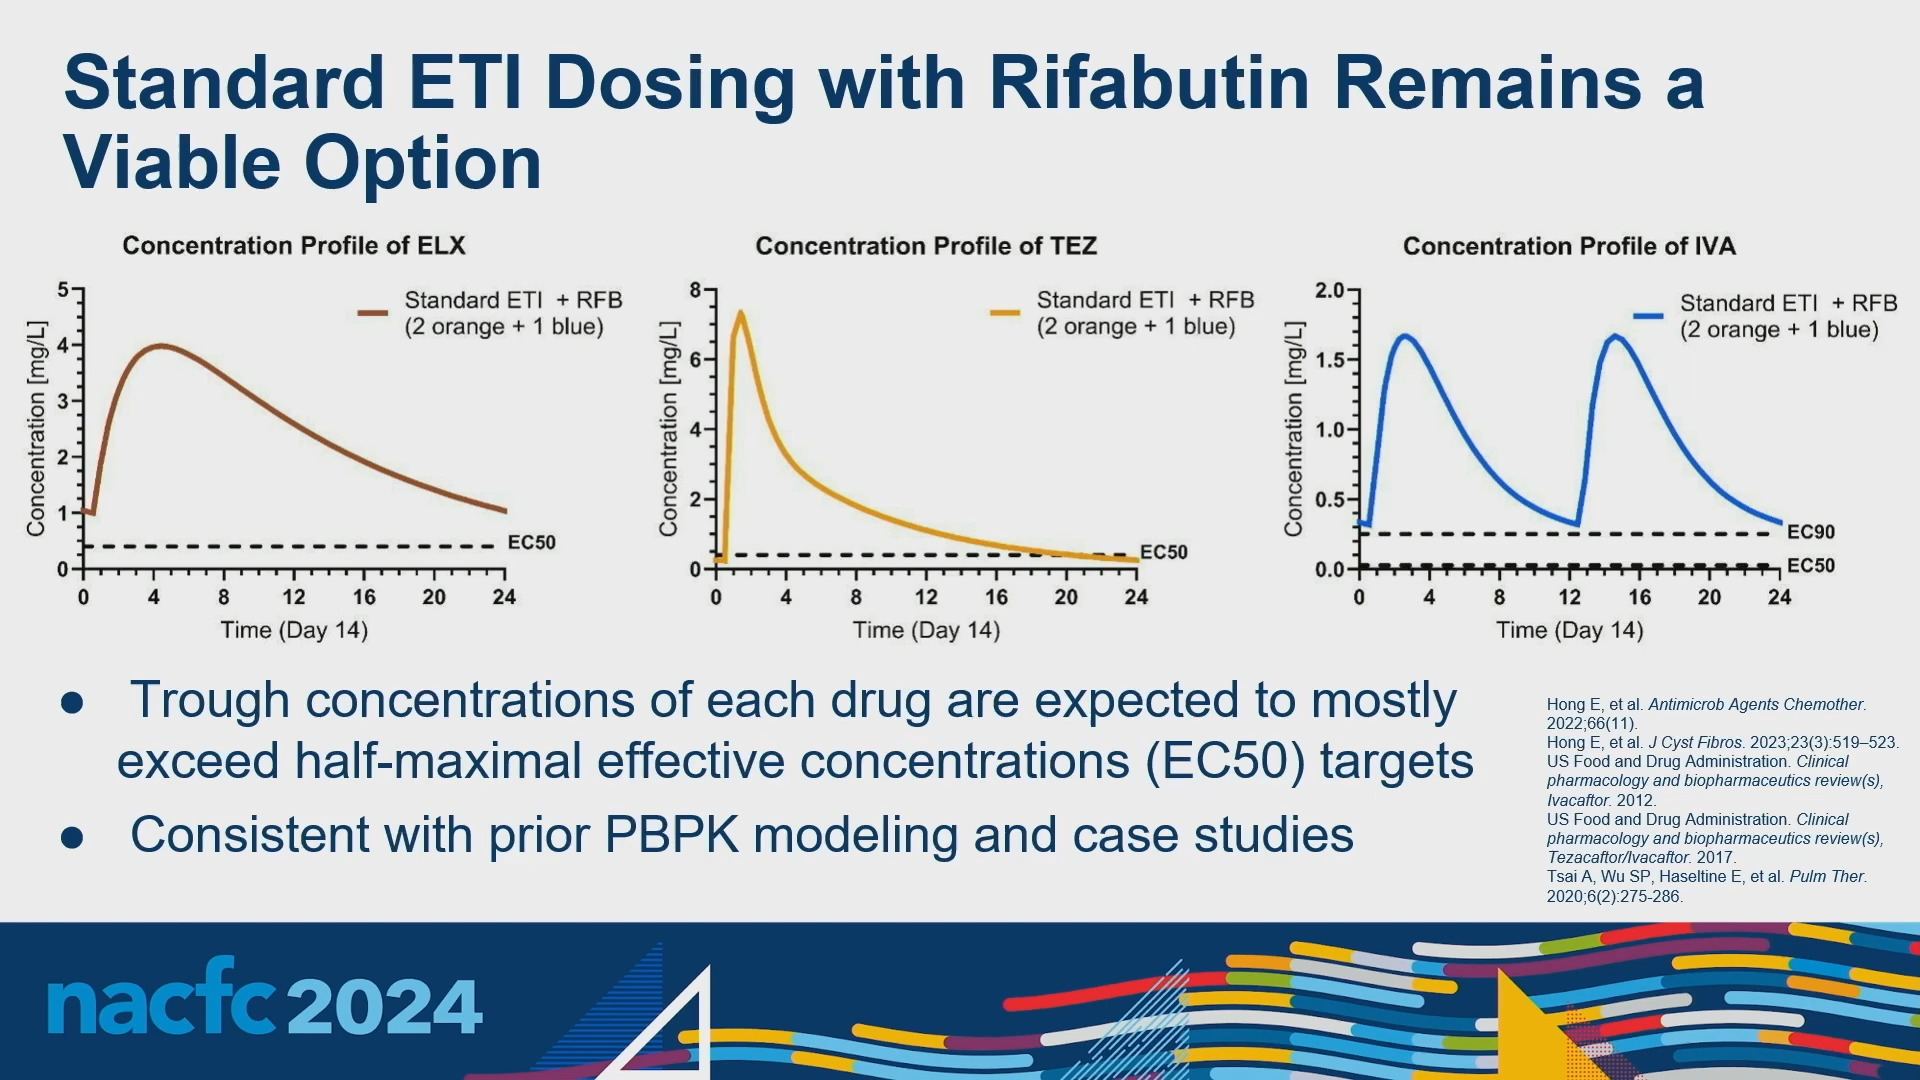 Standard ETI Dosing with Rifabutin Remains a
Viable Option
Concentration Profile of ELX
Concentration [mg/L]
5
4
3
2
1
0
Standard ETI + RFB
(2 orange + 1 blue)
EC50
0 4 8 12 16 20 24
Time (Day 14)
Concentration Profile of TEZ
Concentration [mg/L]
8
6
4
2
0
Standard ETI + RFB
(2 orange + 1 blue)
EC50
0 4 8 12 16 20 24
Time (Day 14)
Concentration Profile of IVA
Concentration [mg/L]
2.0
1.5
1.0
0.5
0.0
Standard ETI + RFB
(2 orange + 1 blue)
EC90
EC50
0 4 8 12 16 20 24
Time (Day 14)
● Trough concentrations of each drug are expected to mostly
exceed half-maximal effective concentrations (EC50) targets
● Consistent with prior PBPK modeling and case studies
Hong E, et al. Antimicrob Agents Chemother.
2022;66(11).
Hong E, et al. J Cyst Fibros. 2023;23(3):519–523.
US Food and Drug Administration. Clinical
pharmacology and biopharmaceutics review(s),
Ivacaftor. 2012.
US Food and Drug Administration. Clinical
pharmacology and biopharmaceutics review(s),
Tezacaftor/Ivacaftor. 2017.
Tsai A, Wu SP, Haseltine E, et al. Pulm Ther.
2020;6(2):275-286.
nacfc 2024